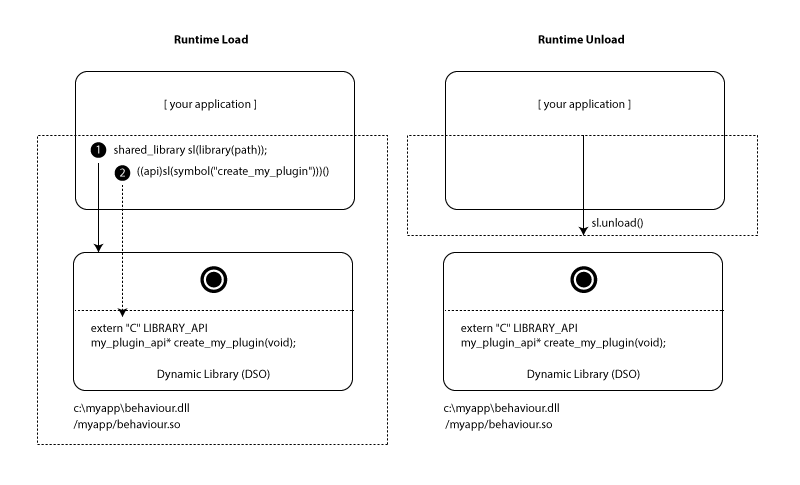 Runtime Load
[ your application ]
1 shared_library sl(library(path));
2 ((api)sl(symbol("create_my_plugin")))()
extern "C" LIBRARY_API
my_plugin_api* create_my_plugin(void);
Dynamic Library (DSO)
c:\myapp\behaviour.dll
/myapp/behaviour.so
Runtime Unload
[ your application ]
sl.unload()
extern "C" LIBRARY_API
my_plugin_api* create_my_plugin(void);
Dynamic Library (DSO)
c:\myapp\behaviour.dll
/myapp/behaviour.so